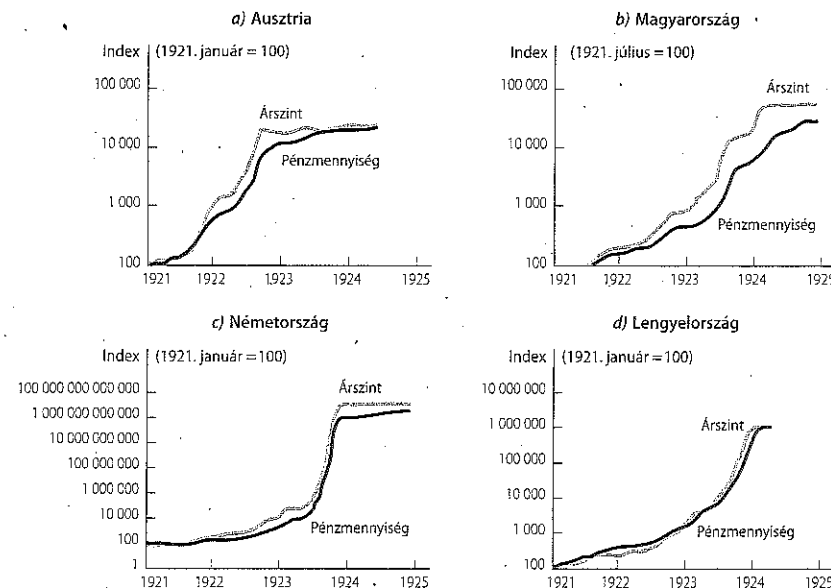 a) Ausztria
Index (1921. január = 100)
100 000
10 000
1 000
100
Árszint
Pénzmennyiség
1921 1922 1923 1924 1925
b) Magyarország
Index (1921. július = 100)
100 000
10 000
1 000
100
Árszint
Pénzmennyiség
1921 1922 1923 1924 1925
c) Németország
Index (1921. január = 100)
100 000 000 000 000
1 000 000 000 000
10 000 000 000
100 000 000
1 000 000
10 000
100
1
Árszint
Pénzmennyiség
1921 1922 1923 1924 1925
d) Lengyelország
Index (1921. január = 100)
10 000 000
1 000 000
100 000
10 000
1 000
100
Árszint
Pénzmennyiség
1921 1922 1923 1924 1925